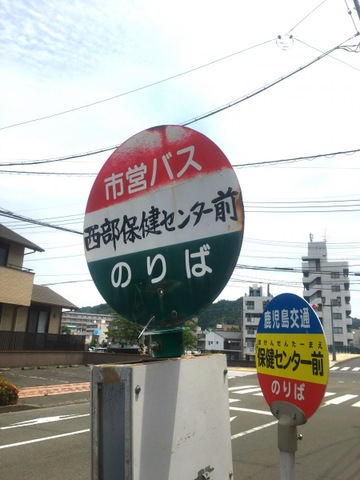 市営バス
西部保健センター前
のりば
鹿児島交通
ほけんせんたーまえ
保健センター前
のりば